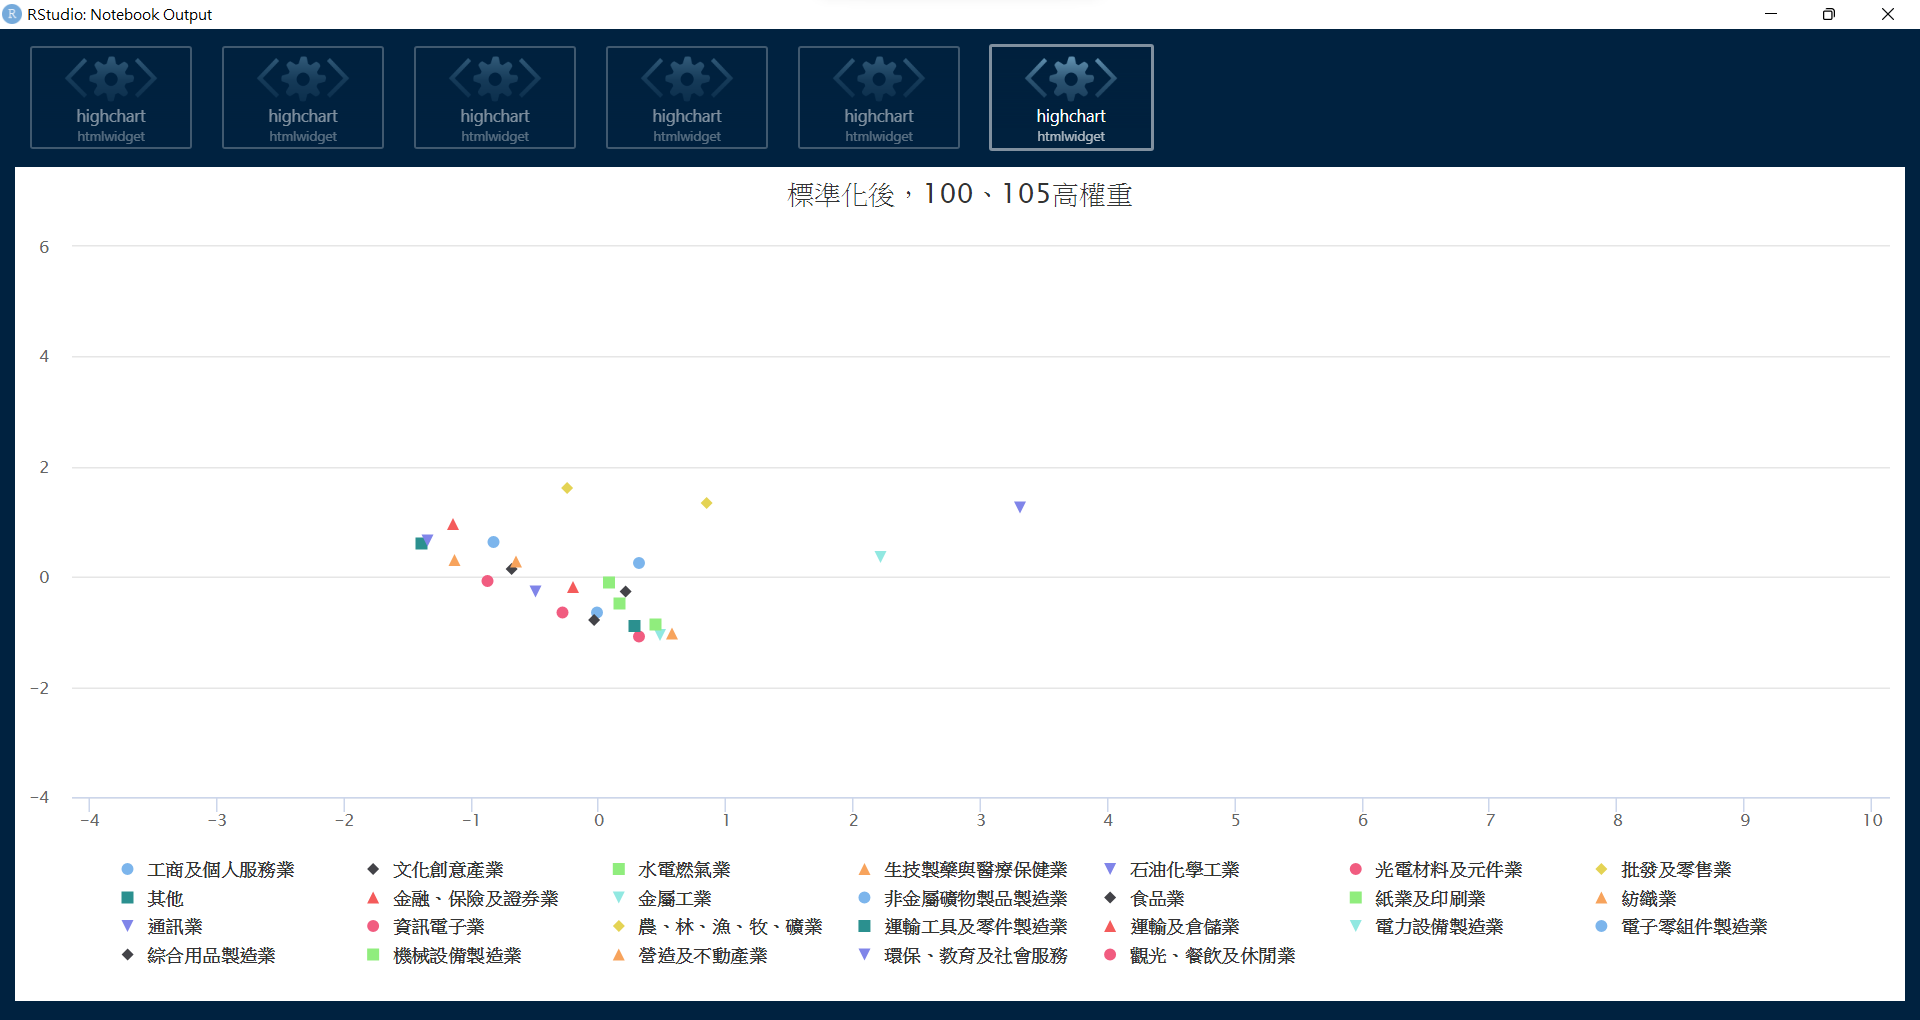 RStudio: Notebook Output
highchart highchart highchart highchart highchart highchart
htmlwidget htmlwidget htmlwidget htmlwidget htmlwidget htmlwidget
標準化後，100、105高權重
6
4
2
0
-2
-4
-4 -3 -2 -1 0 1 2 3 4 5 6 7 8 9 10
工商及個人服務業 文化創意產業 水電燃氣業 生技製藥與醫療保健業 石油化學工業 光電材料及元件業 批發及零售業
其他 金融、保險及證券業 金屬工業 非金屬礦物製品製造業 食品業 紙業及印刷業 紡織業
通訊業 資訊電子業 農、林、漁、牧、礦業 運輸工具及零件製造業 運輸及倉儲業 電力設備製造業 電子零組件製造業
綜合用品製造業 機械設備製造業 營造及不動產業 環保、教育及社會服務 觀光、餐飲及休閒業